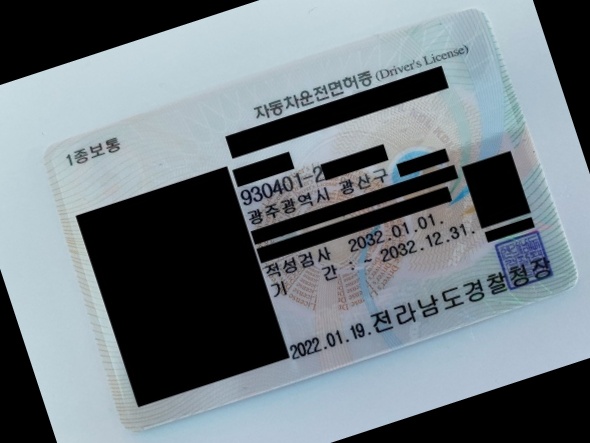 자동차운전면허증 (Driver's License)
1종보통
930401-2
광주광역시 광산구
적성검사 2032.01.01.
기 간 : ~ 2032.12.31.
2022.01.19. 전라남도경찰청장